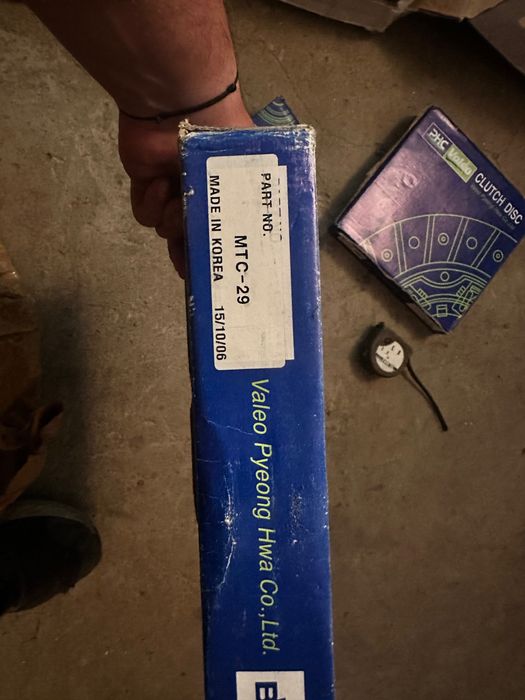 PART NO.
MTC-29
MADE IN KOREA 15/10/06
Valeo Pyeong Hwa Co.,Ltd.
PHC Valeo
CLUTCH DISC